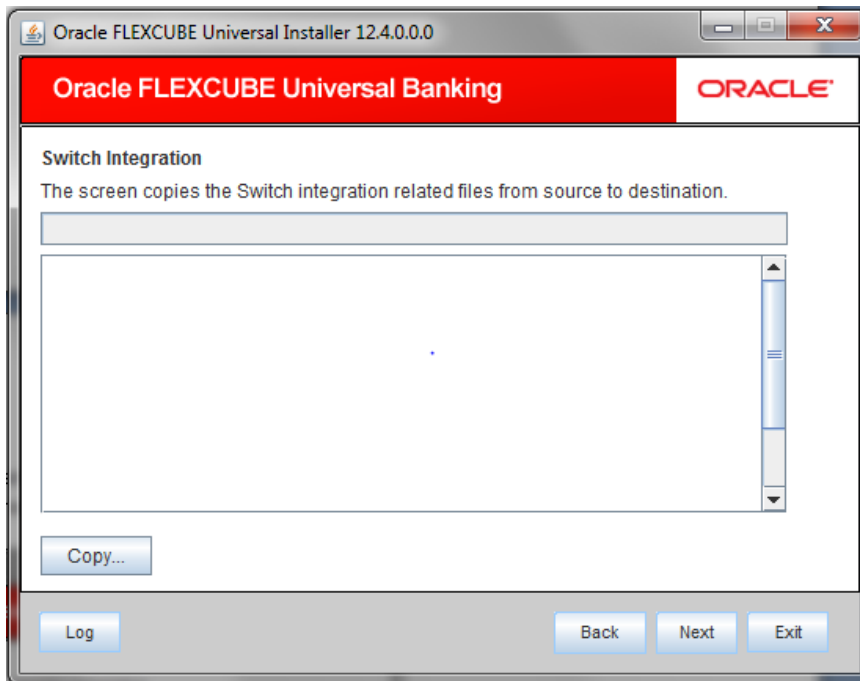 Oracle FLEXCUBE Universal Installer 12.4.0.0.0
Oracle FLEXCUBE Universal Banking
ORACLE
Switch Integration
The screen copies the Switch integration related files from source to destination.
Copy...
Log
Back
Next
Exit